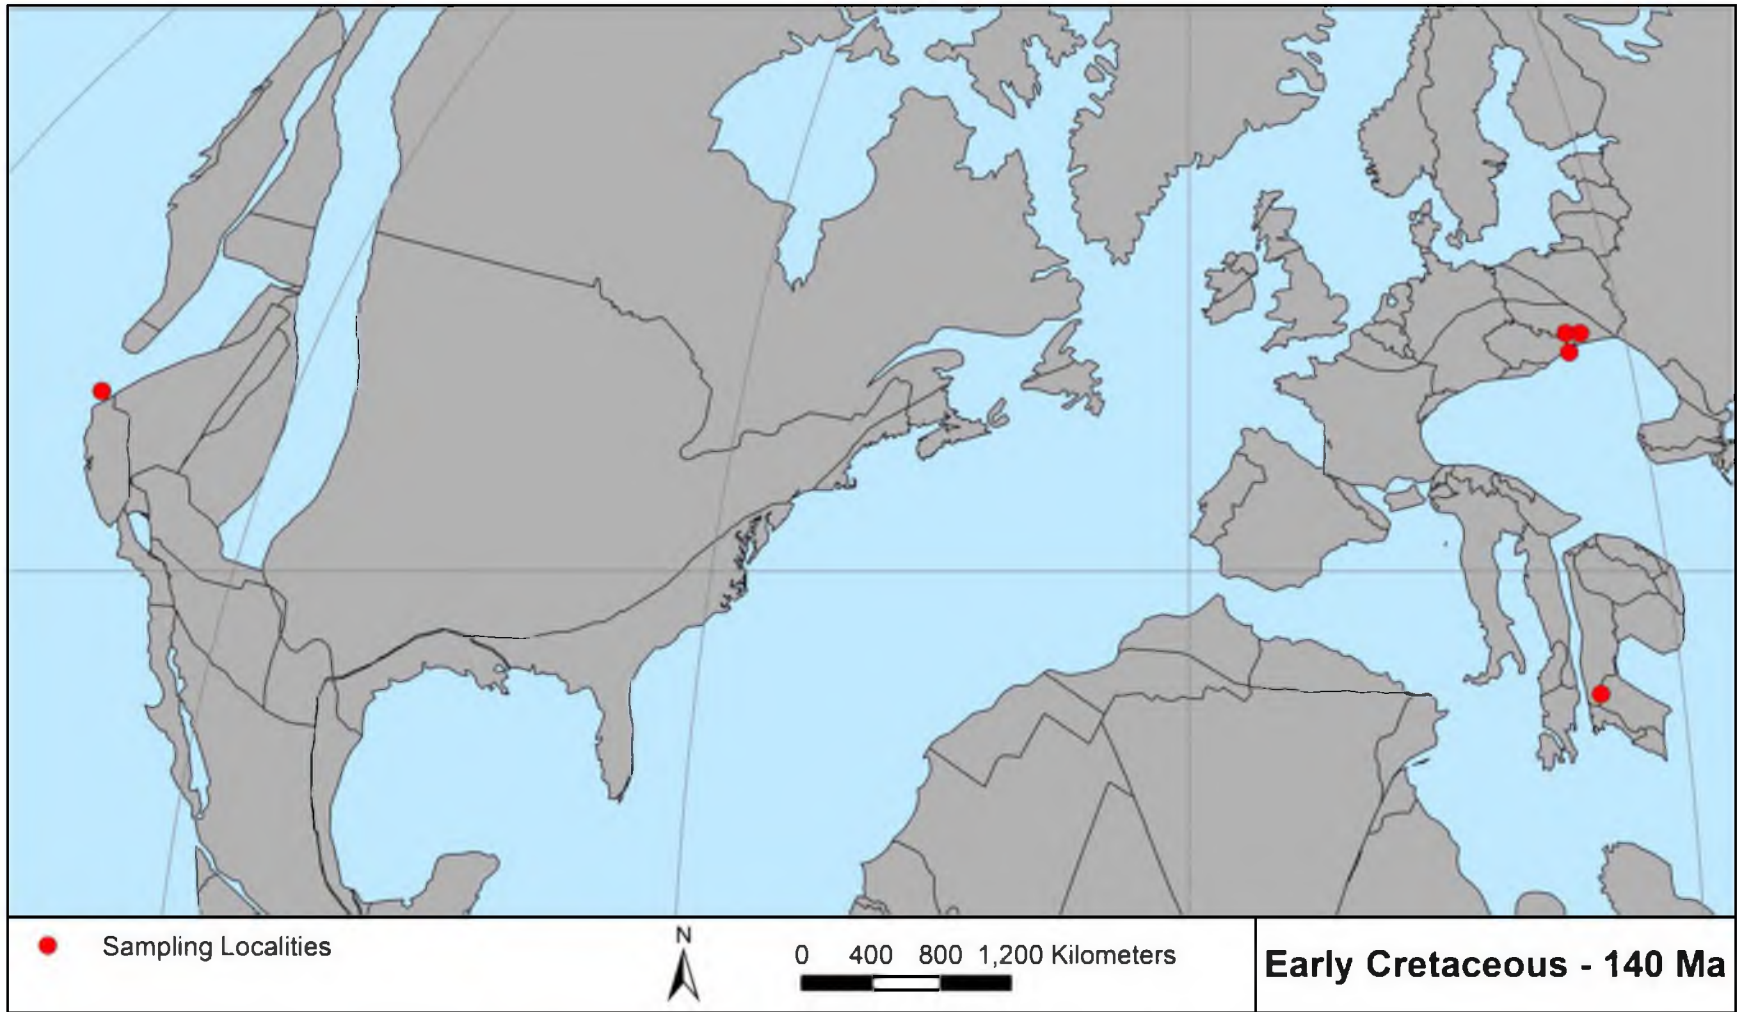 Sampling Localities
N
0 400 800 1,200 Kilometers
Early Cretaceous - 140 Ma